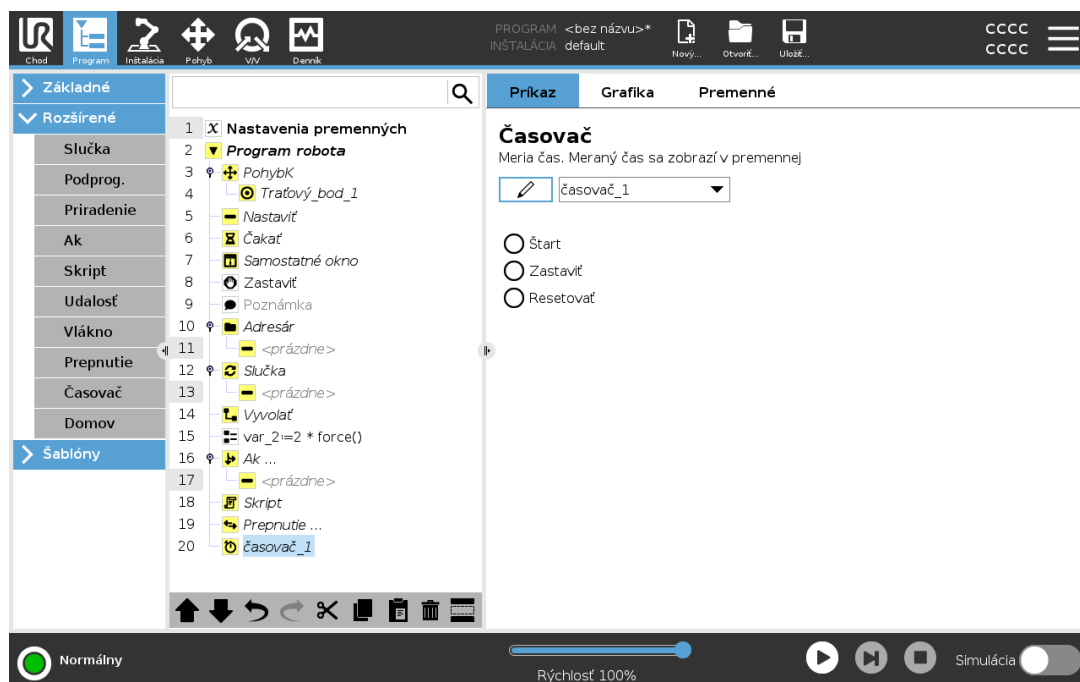 PROGRAM <bez názvu>*
INŠTALÁCIA default
Chod Program Inštalácia Pohyb V/V Denník
Nový... Otvoriť... Uložiť...
CCCC
CCCC
Základné
Rozšírené
Slučka
Podprog.
Priradenie
Ak
Skript
Udalosť
Vlákno
Prepnutie
Časovač
Domov
Šablóny
1 X Nastavenia premenných
2 Program robota
3 PohybK
4 Traťový_bod_1
5 Nastaviť
6 Čakať
7 Samostatné okno
8 Zastaviť
9 Poznámka
10 Adresár
11 <prázdne>
12 Slučka
13 <prázdne>
14 Vyvolať
15 var_2:=2 * force()
16 Ak ...
17 <prázdne>
18 Skript
19 Prepnutie ...
20 časovač_1
Príkaz Grafika Premenné
Časovač
Meria čas. Meraný čas sa zobrazí v premennej
časovač_1
Štart
Zastaviť
Resetovať
Normálny
Rýchlosť 100%
Simulácia